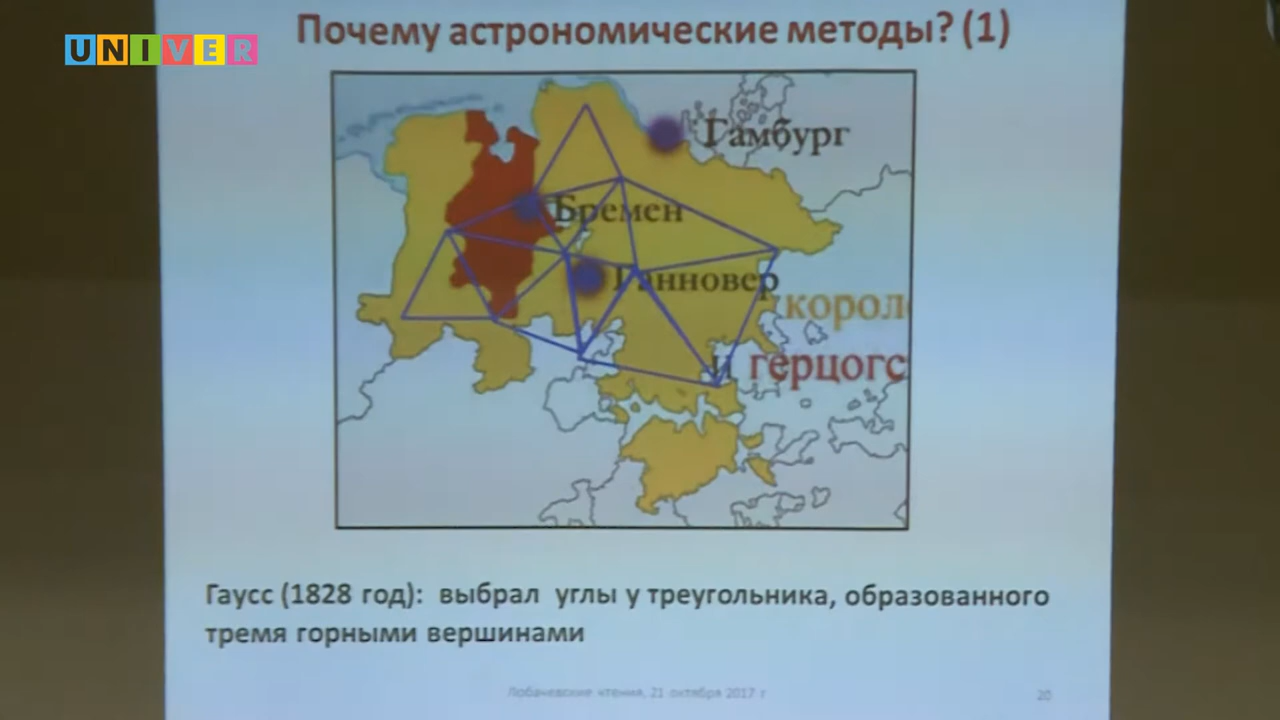 Почему астрономические методы? (1)
UNIVER
Гамбург
Бремен
Ганновер
корол
и герцогс
Гаусс (1828 год): выбрал углы у треугольника, образованного
тремя горными вершинами
Лобачевские чтения, 21 октября 2017 г
20